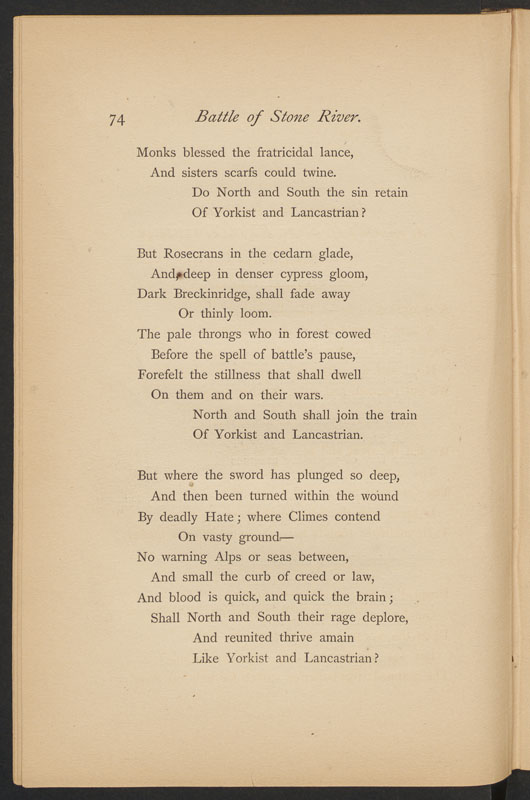 74
Battle of Stone River.
Monks blessed the fratricidal lance,
And sisters scarfs could twine.
Do North and South the sin retain
Of Yorkist and Lancastrian?
But Rosecrans in the cedarn glade,
And, deep in denser cypress gloom,
Dark Breckinridge, shall fade away
Or thinly loom.
The pale throngs who in forest cowed
Before the spell of battle's pause,
Forefelt the stillness that shall dwell
On them and on their wars.
North and South shall join the train
Of Yorkist and Lancastrian.
But where the sword has plunged so deep,
And then been turned within the wound
By deadly Hate; where Climes contend
On vasty ground—
No warning Alps or seas between,
And small the curb of creed or law,
And blood is quick, and quick the brain;
Shall North and South their rage deplore,
And reunited thrive amain
Like Yorkist and Lancastrian?